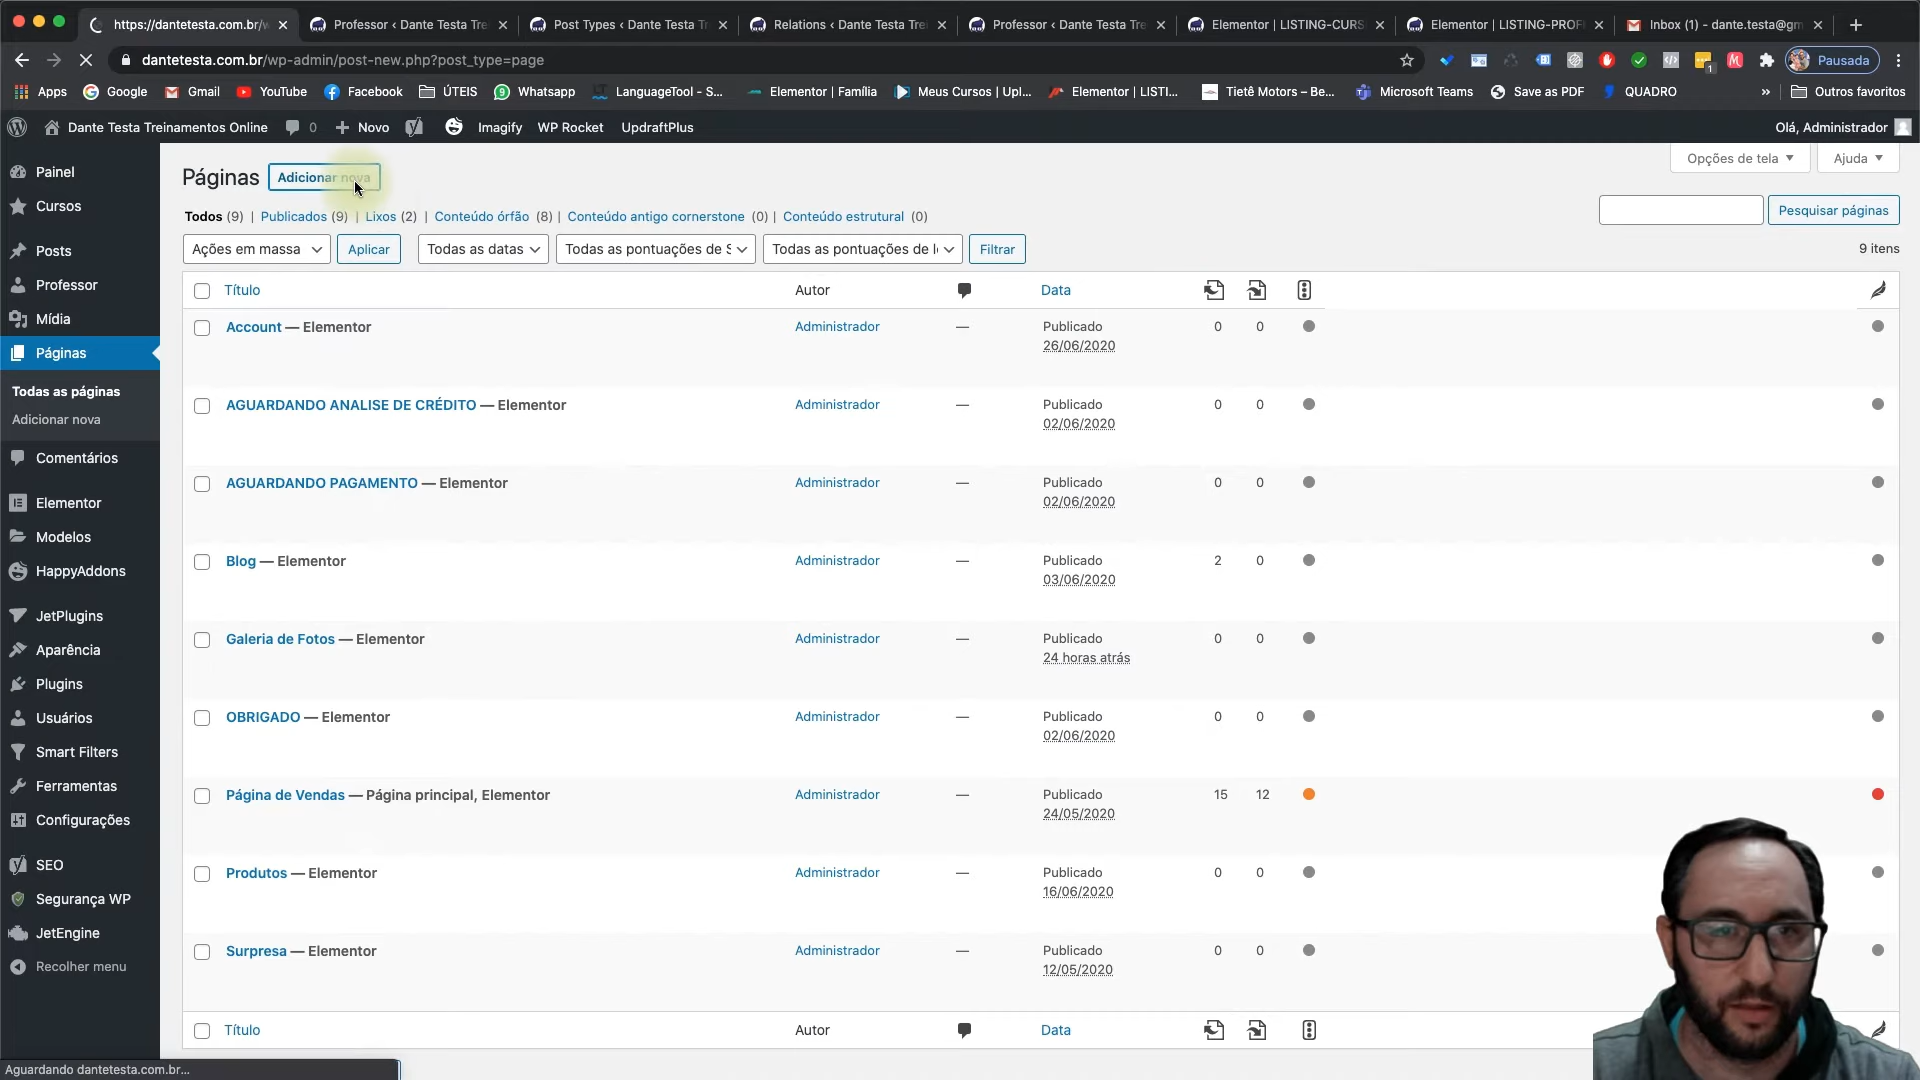 https://dantetesta.com.br/w
Professor ‹ Dante Testa Tre
Post Types ‹ Dante Testa T
Relations ‹ Dante Testa Trei
Professor ‹ Dante Testa Tre
Elementor | LISTING-CURS
Elementor | LISTING-PROF
Inbox (1) - dante.testa@gm
dantetesta.com.br/wp-admin/post-new.php?post_type=page
Pausada
Apps
Google
Gmail
YouTube
Facebook
ÚTEIS
Whatsapp
LanguageTool - S...
Elementor | Família
Meus Cursos | Upl...
Elementor | LISTI...
Tietê Motors – Be...
Microsoft Teams
Save as PDF
QUADRO
»
Outros favoritos
Dante Testa Treinamentos Online
0
Novo
Imagify
WP Rocket
UpdraftPlus
Olá, Administrador
Painel
Cursos
Posts
Professor
Mídia
Páginas
Todas as páginas
Adicionar nova
Comentários
Elementor
Modelos
HappyAddons
JetPlugins
Aparência
Plugins
Usuários
Smart Filters
Ferramentas
Configurações
SEO
Segurança WP
JetEngine
Recolher menu
Páginas Adicionar nova
Opções de tela
Ajuda
Todos (9) | Publicados (9) | Lixos (2) | Conteúdo órfão (8) | Conteúdo antigo cornerstone (0) | Conteúdo estrutural (0)
Pesquisar páginas
Ações em massa
Aplicar
Todas as datas
Todas as pontuações de S
Todas as pontuações de l
Filtrar
9 itens
Título Autor Data
Account — Elementor Administrador — Publicado 0 0
26/06/2020
AGUARDANDO ANALISE DE CRÉDITO — Elementor Administrador — Publicado 0 0
02/06/2020
AGUARDANDO PAGAMENTO — Elementor Administrador — Publicado 0 0
02/06/2020
Blog — Elementor Administrador — Publicado 2 0
03/06/2020
Galeria de Fotos — Elementor Administrador — Publicado 0 0
24 horas atrás
OBRIGADO — Elementor Administrador — Publicado 0 0
02/06/2020
Página de Vendas — Página principal, Elementor Administrador — Publicado 15 12
24/05/2020
Produtos — Elementor Administrador — Publicado 0 0
16/06/2020
Surpresa — Elementor Administrador — Publicado 0 0
12/05/2020
Título Autor Data
Aguardando dantetesta.com.br...